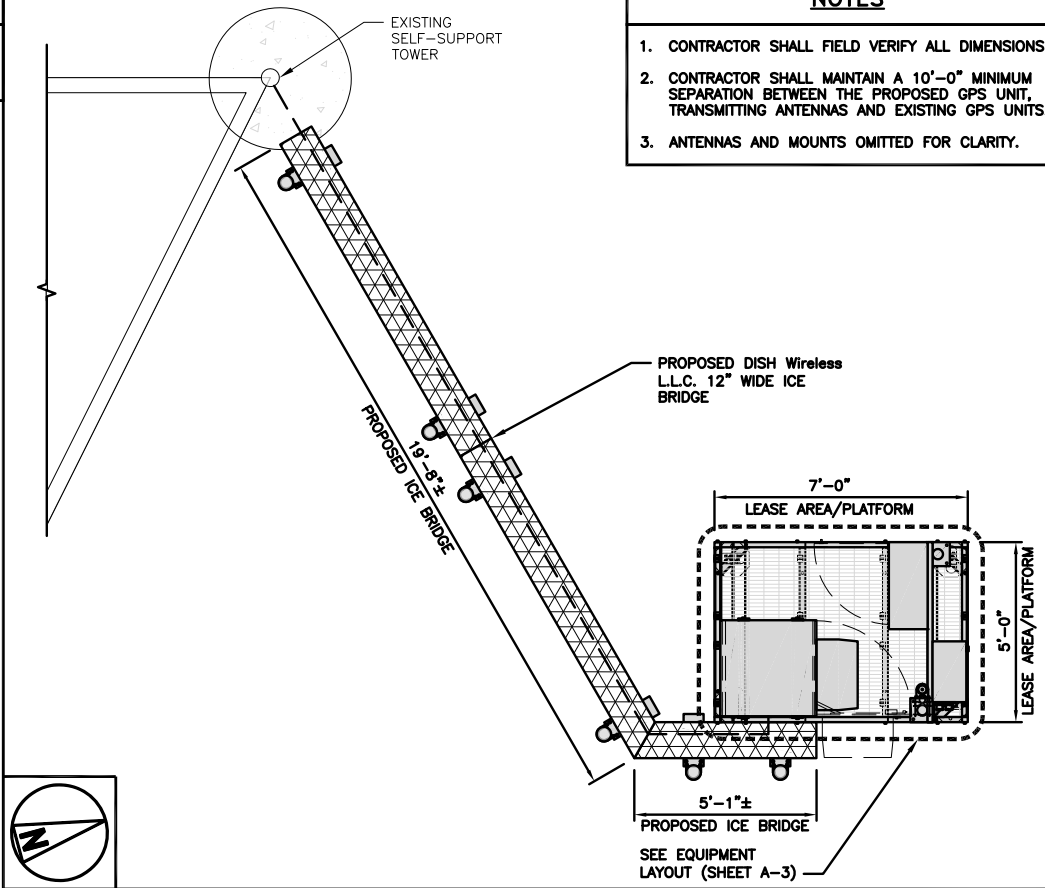 EXISTING
SELF-SUPPORT
TOWER
NOTES
1. CONTRACTOR SHALL FIELD VERIFY ALL DIMENSIONS
2. CONTRACTOR SHALL MAINTAIN A 10'-0" MINIMUM
SEPARATION BETWEEN THE PROPOSED GPS UNIT,
TRANSMITTING ANTENNAS AND EXISTING GPS UNITS
3. ANTENNAS AND MOUNTS OMITTED FOR CLARITY.
PROPOSED DISH Wireless
L.L.C. 12" WIDE ICE
BRIDGE
19'-8"±
PROPOSED ICE BRIDGE
7'-0"
LEASE AREA/PLATFORM
5'-0"
LEASE AREA/PLATFORM
5'-1"±
PROPOSED ICE BRIDGE
SEE EQUIPMENT
LAYOUT (SHEET A-3)
N